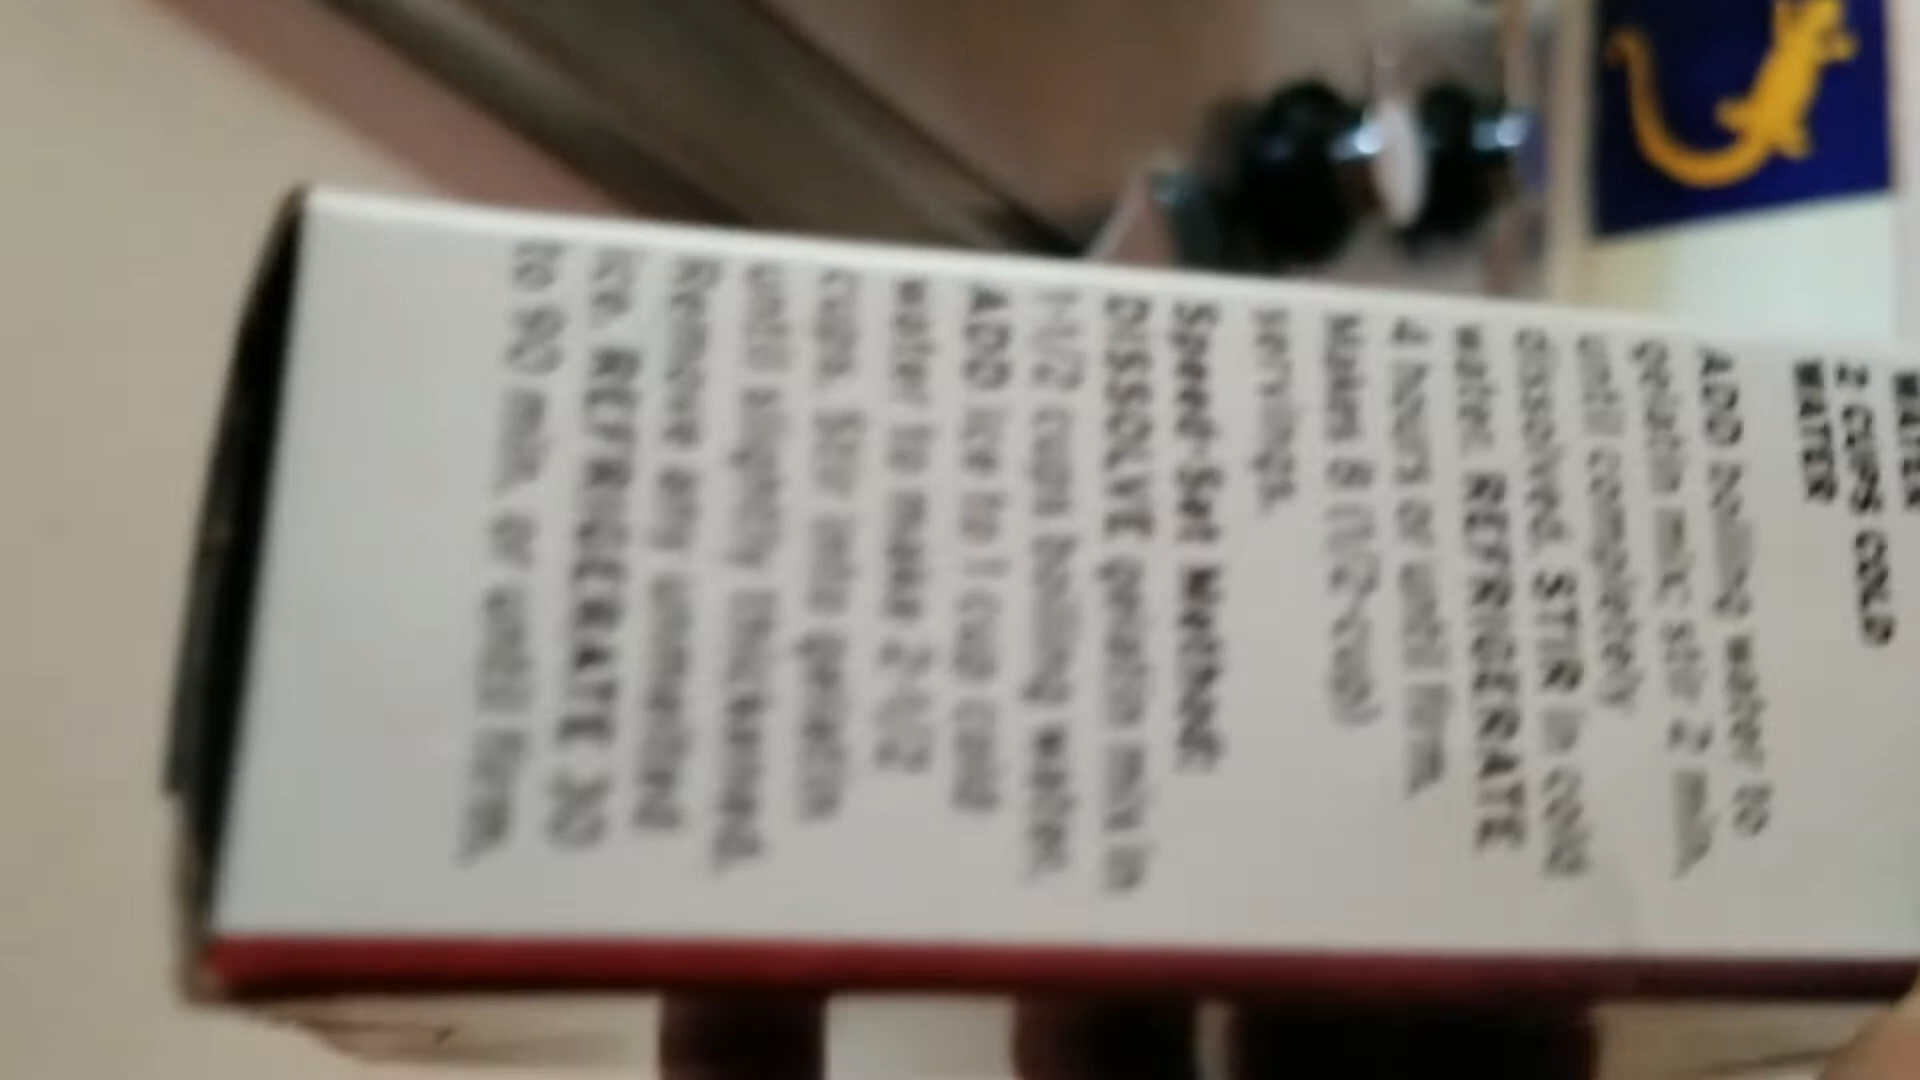 WATER
2 CUPS COLD
WATER
ADD boiling water to
gelatin mix; stir 2 min.
until completely
dissolved. STIR in cold
water. REFRIGERATE
4 hours or until firm.
Makes 8 (1/2-cup)
servings.
Speed-Set Method:
DISSOLVE gelatin mix in
1-1/2 cups boiling water.
ADD ice to 1 cup cold
water to make 2-1/2
cups. Stir into gelatin
until slightly thickened.
Remove any unmelted
ice. REFRIGERATE 30
to 90 min. or until firm.